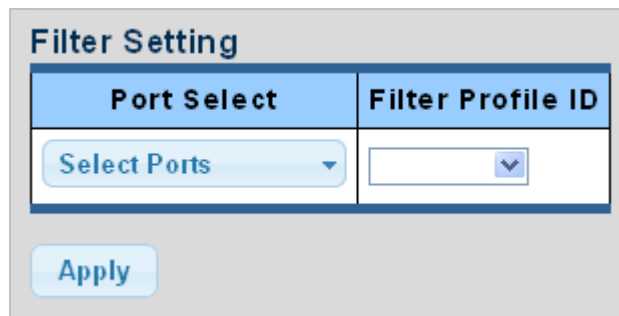 Filter Setting
Port Select
Filter Profile ID
Select Ports
Apply